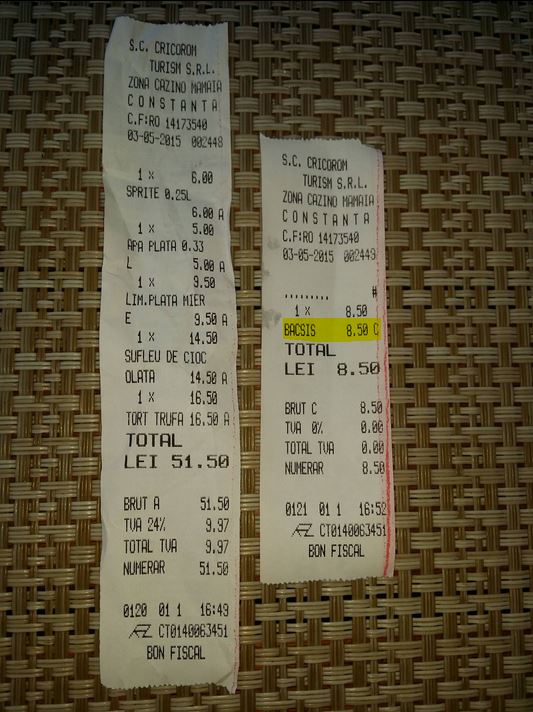 S.C. CRICOROM
TURISM S.R.L.
ZONA CAZINO MAMAIA
CONSTANTA
C.F:RO 14173540
03-05-2015 002448
1 X 6.00
SPRITE 0.25L
6.00 A
1 X 5.00
APA PLATA 0.33
L 5.00 A
1 X 9.50
LIM.PLATA MIER
E 9.50 A
1 X 14.50
SUFLEU DE CIOC
OLATA 14.50 A
1 X 16.50
TORT TRUFA 16.50 A
TOTAL
LEI 51.50
BRUT A 51.50
TVA 24% 9.97
TOTAL TVA 9.97
NUMERAR 51.50
0120 01 1 16:49
CT0140063451
BON FISCAL
S.C. CRICOROM
TURISM S.R.L.
ZONA CAZINO MAMAIA
CONSTANTA
C.F:RO 14173540
03-05-2015 002449
......... #
1 X 8.50
BACSIS 8.50 C
TOTAL
LEI 8.50
BRUT C 8.50
TVA 0% 0.00
TOTAL TVA 0.00
NUMERAR 8.50
0121 01 1 16:52
CT0140063451
BON FISCAL